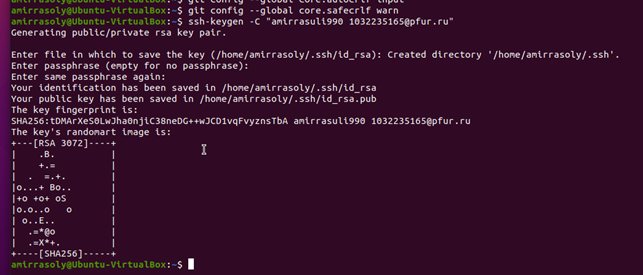 amirrasoly@Ubuntu-VirtualBox:~$ git config --global core.autocrlf input
amirrasoly@Ubuntu-VirtualBox:~$ git config --global core.safecrlf warn
amirrasoly@Ubuntu-VirtualBox:~$ ssh-keygen -C "amirrasuli990 1032235165@pfur.ru"
Generating public/private rsa key pair.
Enter file in which to save the key (/home/amirrasoly/.ssh/id_rsa): Created directory '/home/amirrasoly/.ssh'.
Enter passphrase (empty for no passphrase):
Enter same passphrase again:
Your identification has been saved in /home/amirrasoly/.ssh/id_rsa
Your public key has been saved in /home/amirrasoly/.ssh/id_rsa.pub
The key fingerprint is:
SHA256:tDMArXeS0LwJha0njiC38neDG++wJCD1vqFvyznsTbA amirrasuli990 1032235165@pfur.ru
The key's randomart image is:
+---[RSA 3072]----+
|     .B.         |
|     +.=         |
|  .  =.+.        |
|o...+ Bo..       |
|+o +o+ oS        |
|o.o..o   o       |
| o..E..          |
|  .=*@o          |
|  .=X*+.         |
+----[SHA256]-----+
amirrasoly@Ubuntu-VirtualBox:~$